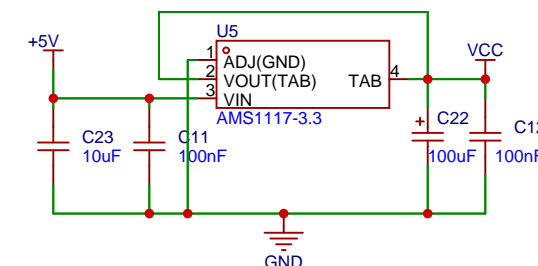 +5V
U5
VCC
1
ADJ(GND)
2
VOUT(TAB)
TAB
4
3
VIN
AMS1117-3.3
C23
10uF
C11
100nF
+
C22
100uF
C12
100nF
GND